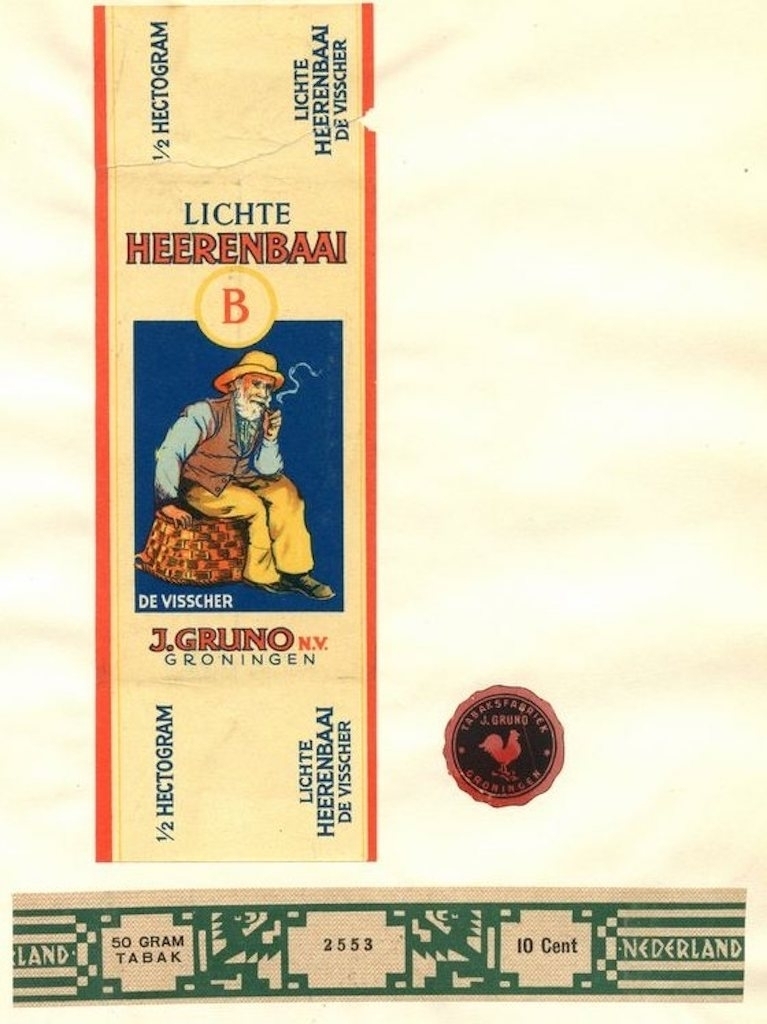 1/2 HECTOGRAM
LICHTE
HEERENBAAI
DE VISSCHER
LICHTE
HEERENBAAI
B
DE VISSCHER
J. GRUNO N.V.
GRONINGEN
1/2 HECTOGRAM
LICHTE
HEERENBAAI
DE VISSCHER
TABAKSFABRIEK
J. GRUNO
GRONINGEN
LAND
50 GRAM
TABAK
2553
10 Cent
NEDERLAND